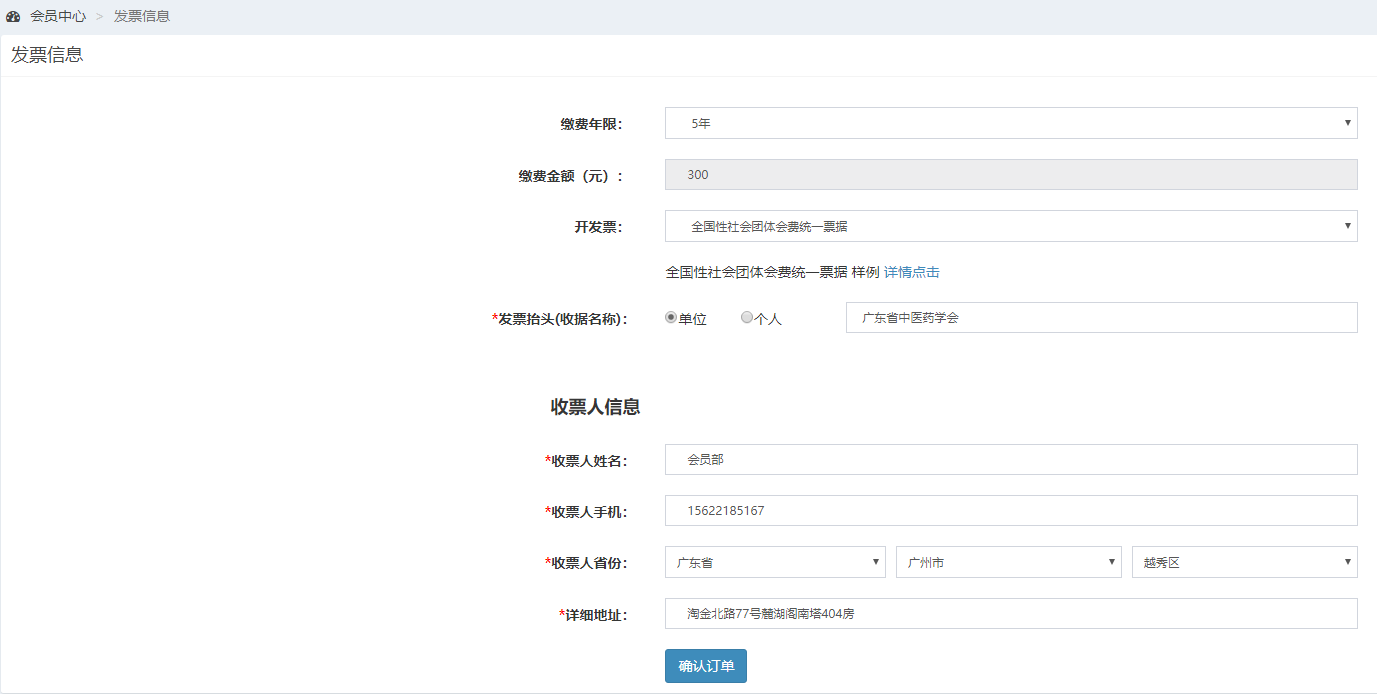 会员中心 > 发票信息
发票信息
缴费年限： 5年
缴费金额（元）： 300
开发票： 全国性社会团体会费统一票据
全国性社会团体会费统一票据 样例 详情点击
*发票抬头(收据名称)： 单位 个人 广东省中医药学会
收票人信息
*收票人姓名： 会员部
*收票人手机： 15622185167
*收票人省份： 广东省 广州市 越秀区
*详细地址： 淘金北路77号麓湖阁南塔404房
确认订单